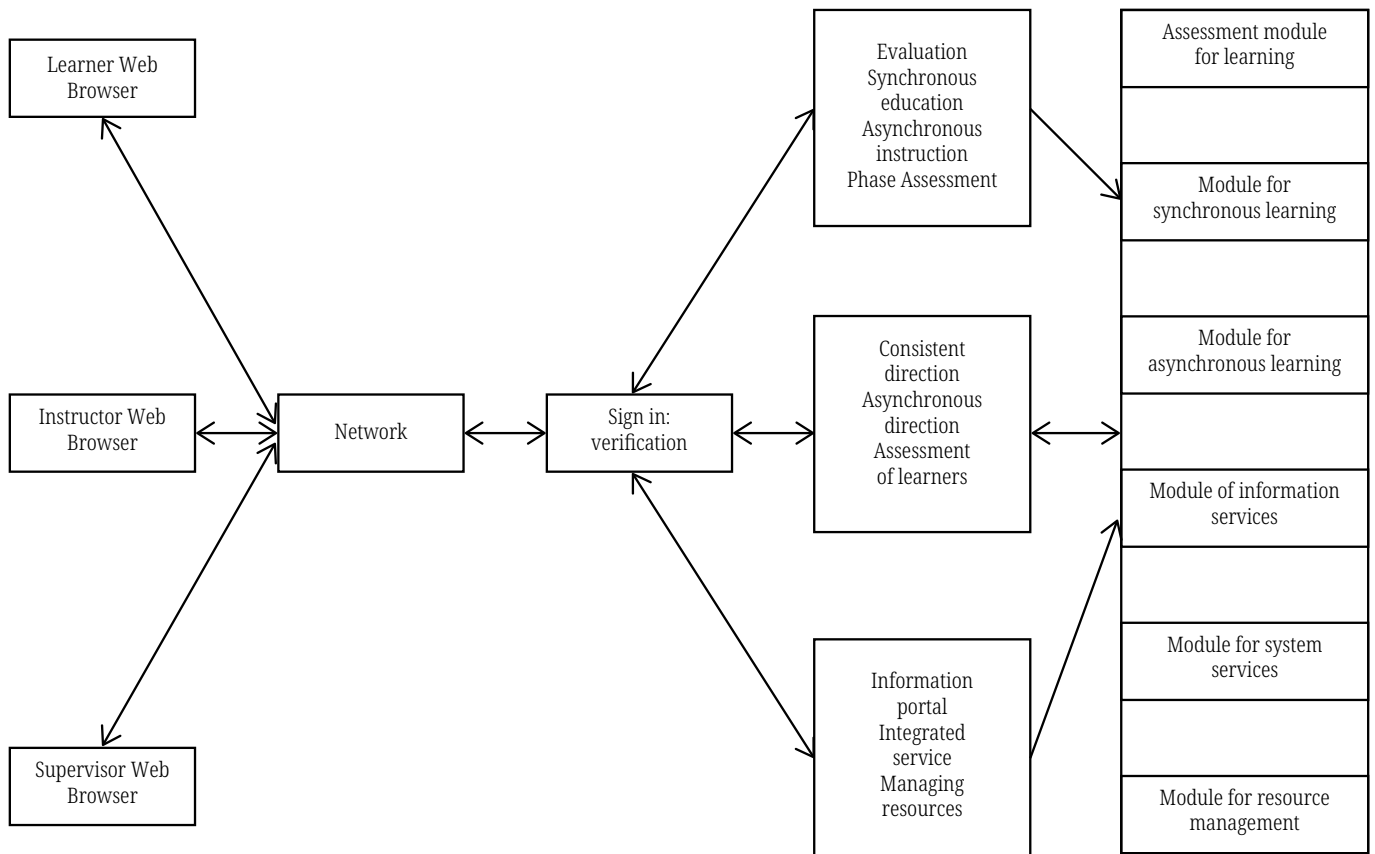 Learner Web
Browser
Instructor Web
Browser
Supervisor Web
Browser
Network
Sign in:
verification
Evaluation
Synchronous
education
Asynchronous
instruction
Phase Assessment
Consistent
direction
Asynchronous
direction
Assessment
of learners
Information
portal
Integrated
service
Managing
resources
Assessment module
for learning
Module for
synchronous learning
Module for
asynchronous learning
Module of information
services
Module for system
services
Module for resource
management